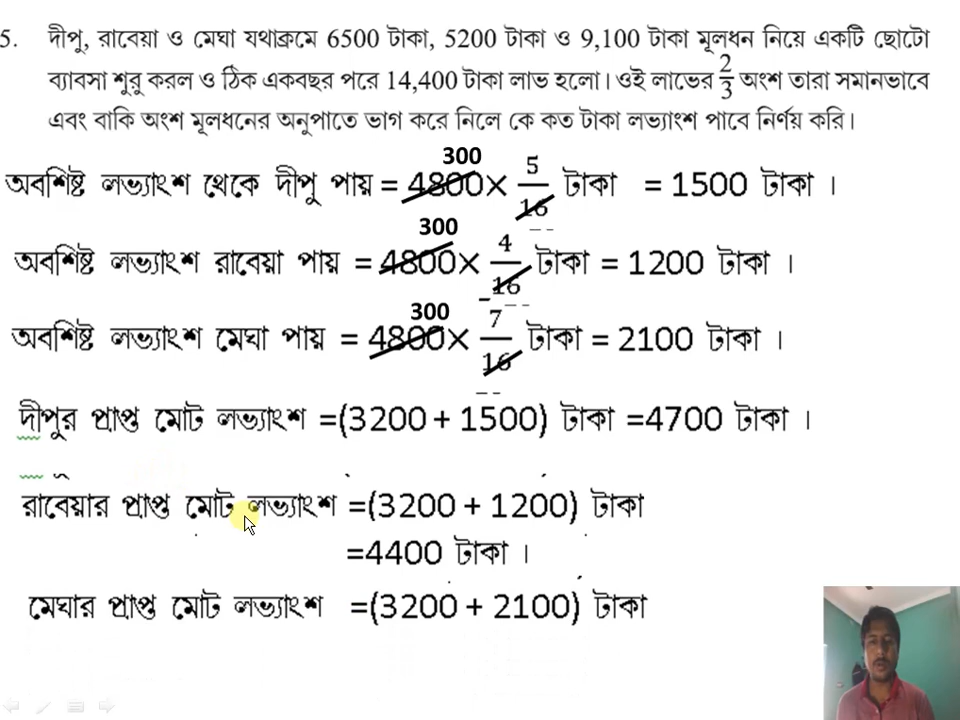 5. দীপু, রাবেয়া ও মেঘা যথাক্রমে 6500 টাকা, 5200 টাকা ও 9,100 টাকা মূলধন নিয়ে একটি ছোটো
ব্যাবসা শুরু করল ও ঠিক একবছর পরে 14,400 টাকা লাভ হলো। ওই লাভের 2/3 অংশ তারা সমানভাবে
এবং বাকি অংশ মূলধনের অনুপাতে ভাগ করে নিলে কে কত টাকা লভ্যাংশ পাবে নির্ণয় করি।
300
অবশিষ্ট লভ্যাংশ থেকে দীপু পায় = 4800 × 5/16 টাকা = 1500 টাকা ।
300
অবশিষ্ট লভ্যাংশ রাবেয়া পায় = 4800 × 4/16 টাকা = 1200 টাকা ।
300
অবশিষ্ট লভ্যাংশ মেঘা পায় = 4800 × 7/16 টাকা = 2100 টাকা ।
দীপুর প্রাপ্ত মোট লভ্যাংশ =(3200 + 1500) টাকা =4700 টাকা ।
রাবেয়ার প্রাপ্ত মোট লভ্যাংশ =(3200 + 1200) টাকা
=4400 টাকা ।
মেঘার প্রাপ্ত মোট লভ্যাংশ =(3200 + 2100) টাকা